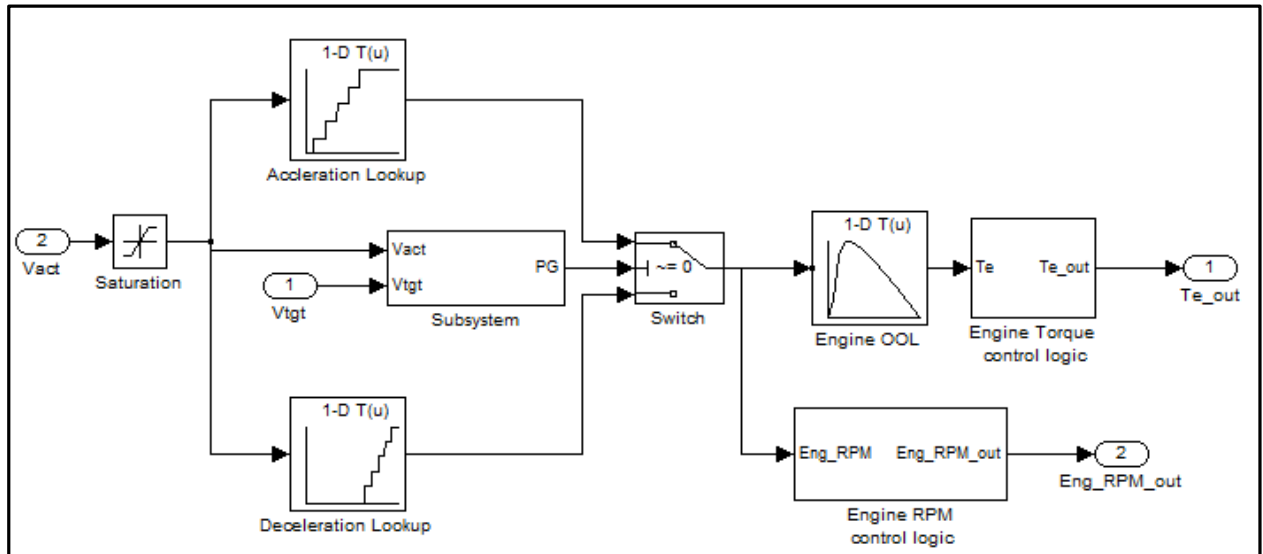 1-D T(u)
Accleration Lookup
2
Vact
Saturation
Vact
Vtgt
PG
Subsystem
1
Vtgt
~= 0
Switch
1-D T(u)
Engine OOL
Te
Te_out
Engine Torque
control logic
1
Te_out
1-D T(u)
Deceleration Lookup
Eng_RPM
Eng_RPM_out
Engine RPM
control logic
2
Eng_RPM_out